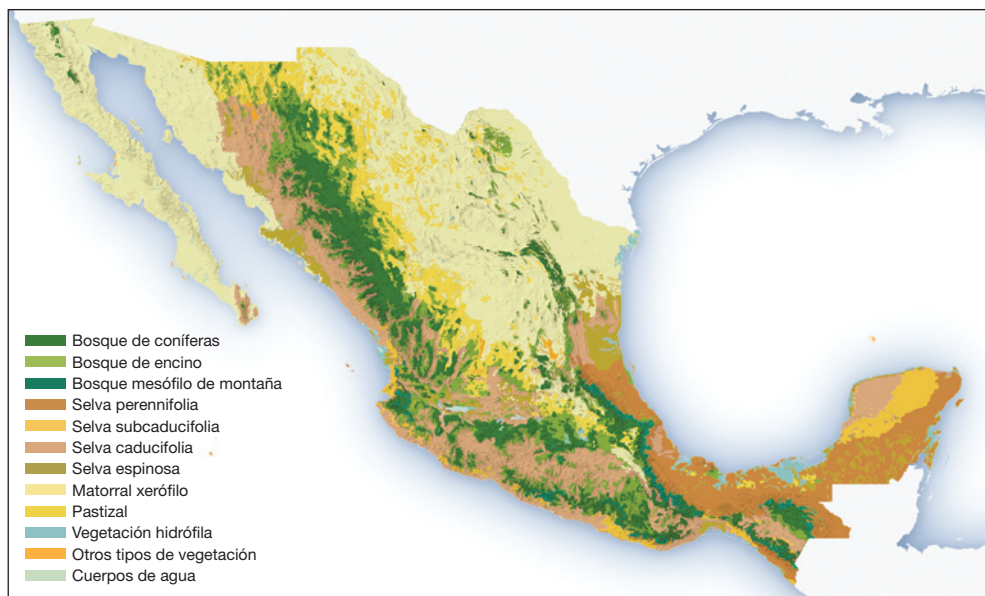 Bosque de coníferas
Bosque de encino
Bosque mesófilo de montaña
Selva perennifolia
Selva subcaducifolia
Selva caducifolia
Selva espinosa
Matorral xerófilo
Pastizal
Vegetación hidrófila
Otros tipos de vegetación
Cuerpos de agua